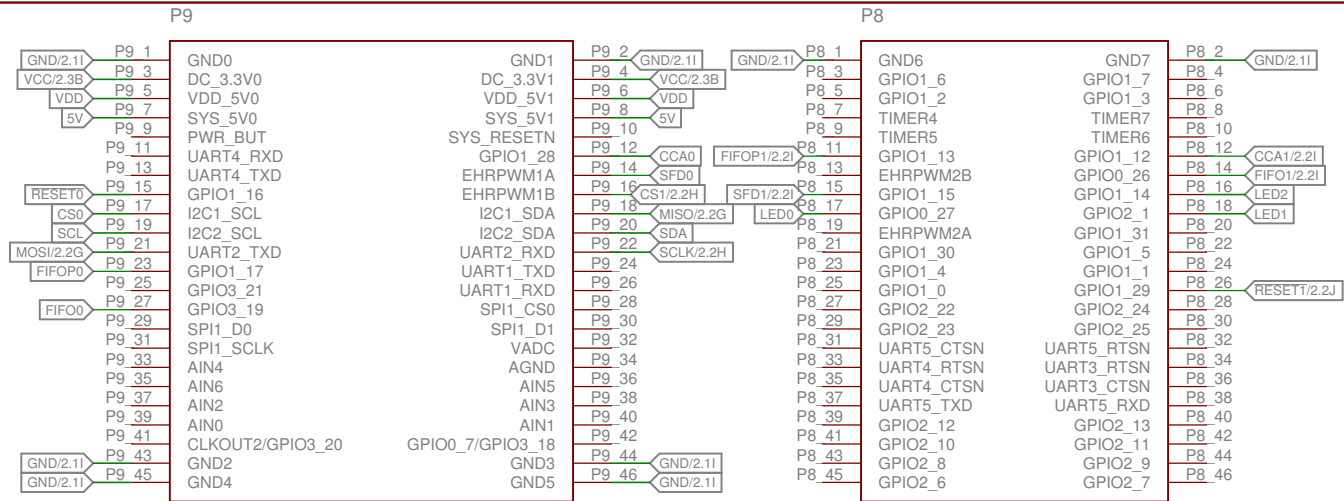 P9 P8
GND/2.1I P9_1 GND0 GND1 P9_2 GND/2.1I GND/2.1I P8_1 GND6 GND7 P8_2 GND/2.1I
VCC/2.3B P9_3 DC_3.3V0 DC_3.3V1 P9_4 VCC/2.3B P8_3 GPIO1_6 GPIO1_7 P8_4
VDD P9_5 VDD_5V0 VDD_5V1 P9_6 VDD P8_5 GPIO1_2 GPIO1_3 P8_6
5V P9_7 SYS_5V0 SYS_5V1 P9_8 5V P8_7 TIMER4 TIMER7 P8_8
P9_9 PWR_BUT SYS_RESETN P9_10 P8_9 TIMER5 TIMER6 P8_10
P9_11 UART4_RXD GPIO1_28 P9_12 CCA0 FIFOP1/2.2I P8_11 GPIO1_13 GPIO1_12 P8_12 CCA1/2.2I
P9_13 UART4_TXD EHRPWM1A P9_14 SFD0 P8_13 EHRPWM2B GPIO0_26 P8_14 FIFO1/2.2I
RESET0 P9_15 GPIO1_16 EHRPWM1B P9_16 CS1/2.2H SFD1/2.2I P8_15 GPIO1_15 GPIO1_14 P8_16 LED2
CS0 P9_17 I2C1_SCL I2C1_SDA P9_18 MISO/2.2G LED0 P8_17 GPIO0_27 GPIO2_1 P8_18 LED1
SCL P9_19 I2C2_SCL I2C2_SDA P9_20 SDA P8_19 EHRPWM2A GPIO1_31 P8_20
MOSI/2.2G P9_21 UART2_TXD UART2_RXD P9_22 SCLK/2.2H P8_21 GPIO1_30 GPIO1_5 P8_22
FIFOP0 P9_23 GPIO1_17 UART1_TXD P9_24 P8_23 GPIO1_4 GPIO1_1 P8_24
P9_25 GPIO3_21 UART1_RXD P9_26 P8_25 GPIO1_0 GPIO1_29 P8_26 RESET1/2.2J
FIFO0 P9_27 GPIO3_19 SPI1_CS0 P9_28 P8_27 GPIO2_22 GPIO2_24 P8_28
P9_29 SPI1_D0 SPI1_D1 P9_30 P8_29 GPIO2_23 GPIO2_25 P8_30
P9_31 SPI1_SCLK VADC P9_32 P8_31 UART5_CTSN UART5_RTSN P8_32
P9_33 AIN4 AGND P9_34 P8_33 UART4_RTSN UART3_RTSN P8_34
P9_35 AIN6 AIN5 P9_36 P8_35 UART4_CTSN UART3_CTSN P8_36
P9_37 AIN2 AIN3 P9_38 P8_37 UART5_TXD UART5_RXD P8_38
P9_39 AIN0 AIN1 P9_40 P8_39 GPIO2_12 GPIO2_13 P8_40
P9_41 CLKOUT2/GPIO3_20 GPIO0_7/GPIO3_18 P9_42 P8_41 GPIO2_10 GPIO2_11 P8_42
GND/2.1I P9_43 GND2 GND3 P9_44 GND/2.1I P8_43 GPIO2_8 GPIO2_9 P8_44
GND/2.1I P9_45 GND4 GND5 P9_46 GND/2.1I P8_45 GPIO2_6 GPIO2_7 P8_46